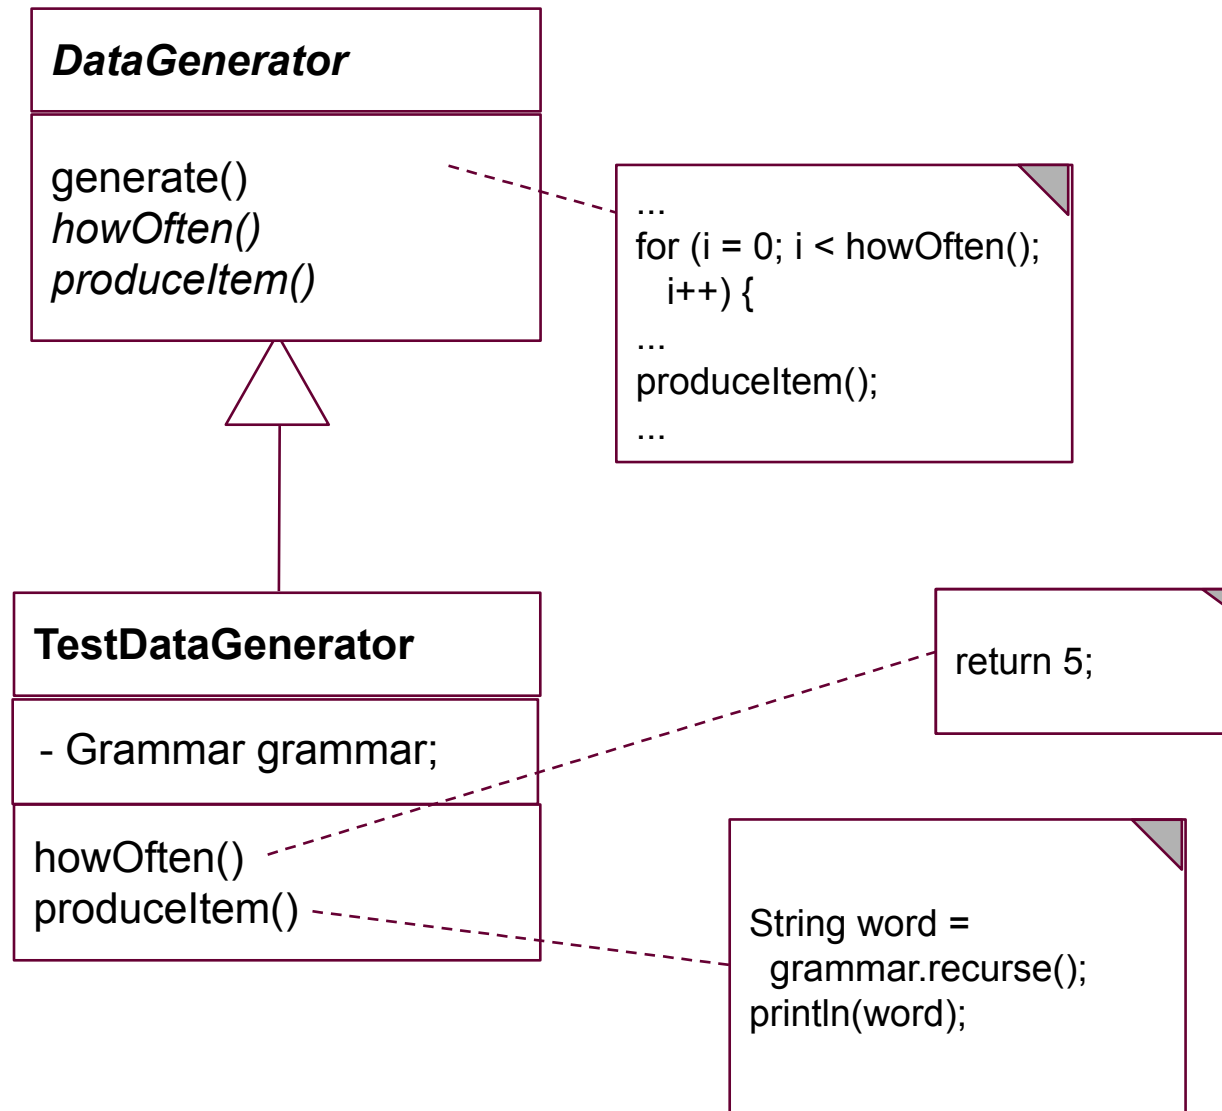 DataGenerator
generate()
howOften()
produceItem()
...
for (i = 0; i < howOften();
i++) {
...
produceItem();
...
TestDataGenerator
- Grammar grammar;
howOften()
produceItem()
return 5;
String word =
grammar.recurse();
println(word);